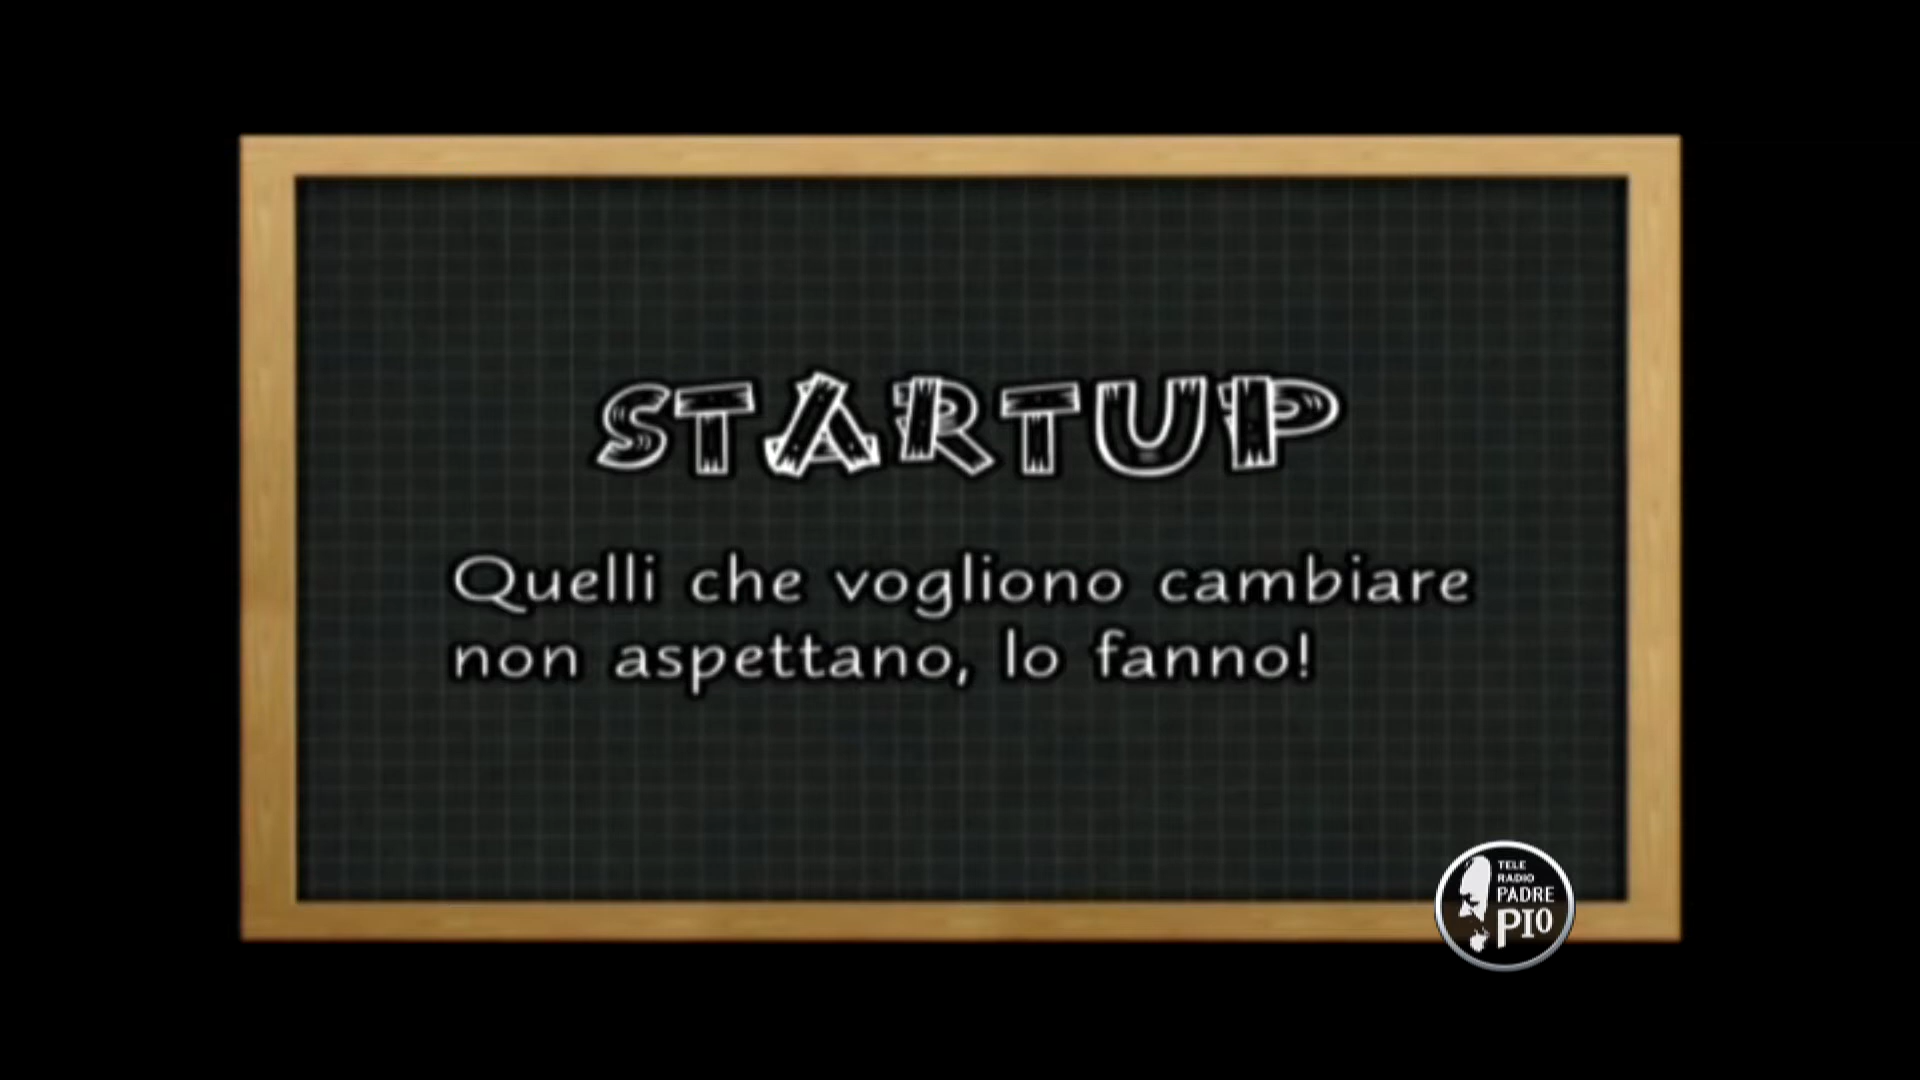 STARTUP
Quelli che vogliono cambiare
non aspettano, lo fanno!
TELE
RADIO
PADRE
PIO